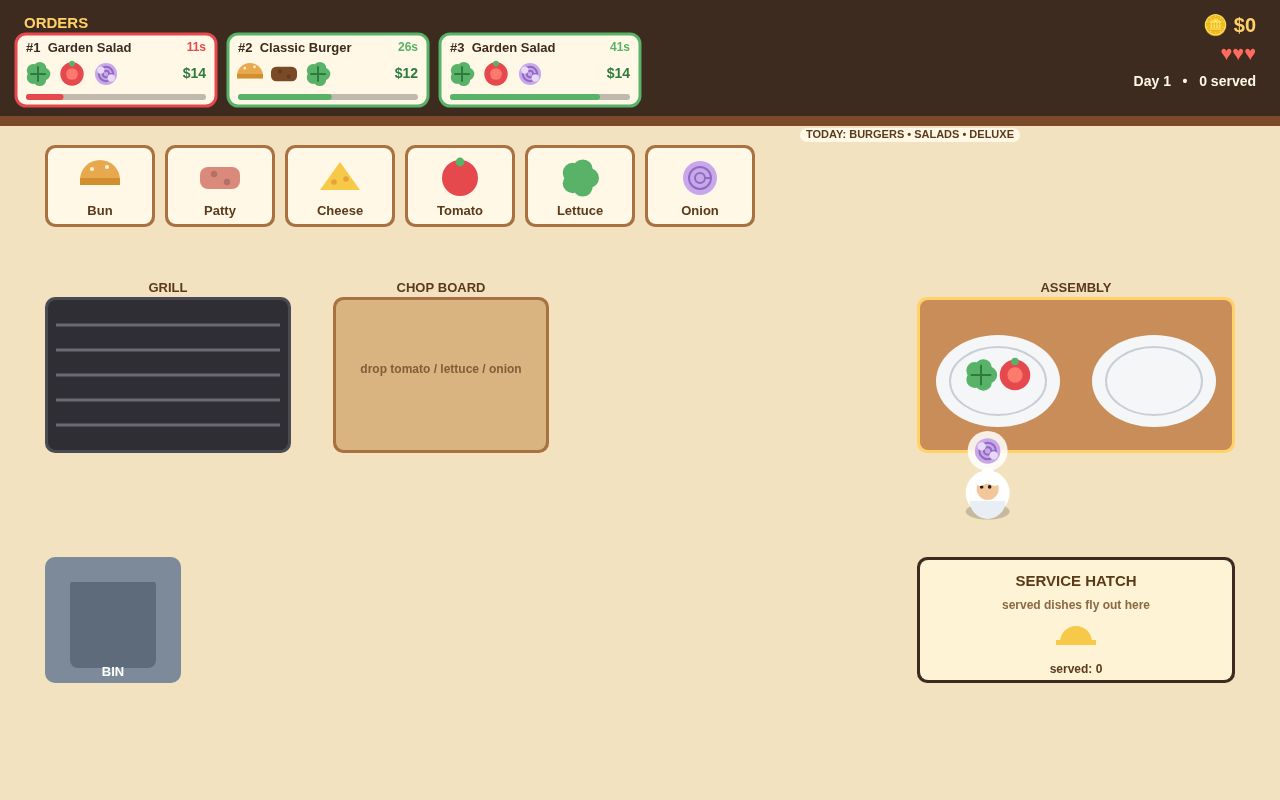 ORDERS
#1 Garden Salad 11s
$14
#2 Classic Burger 26s
$12
#3 Garden Salad 41s
$14
$0
Day 1 • 0 served
TODAY: BURGERS • SALADS • DELUXE
Bun
Patty
Cheese
Tomato
Lettuce
Onion
GRILL
CHOP BOARD
ASSEMBLY
drop tomato / lettuce / onion
BIN
SERVICE HATCH
served dishes fly out here
served: 0